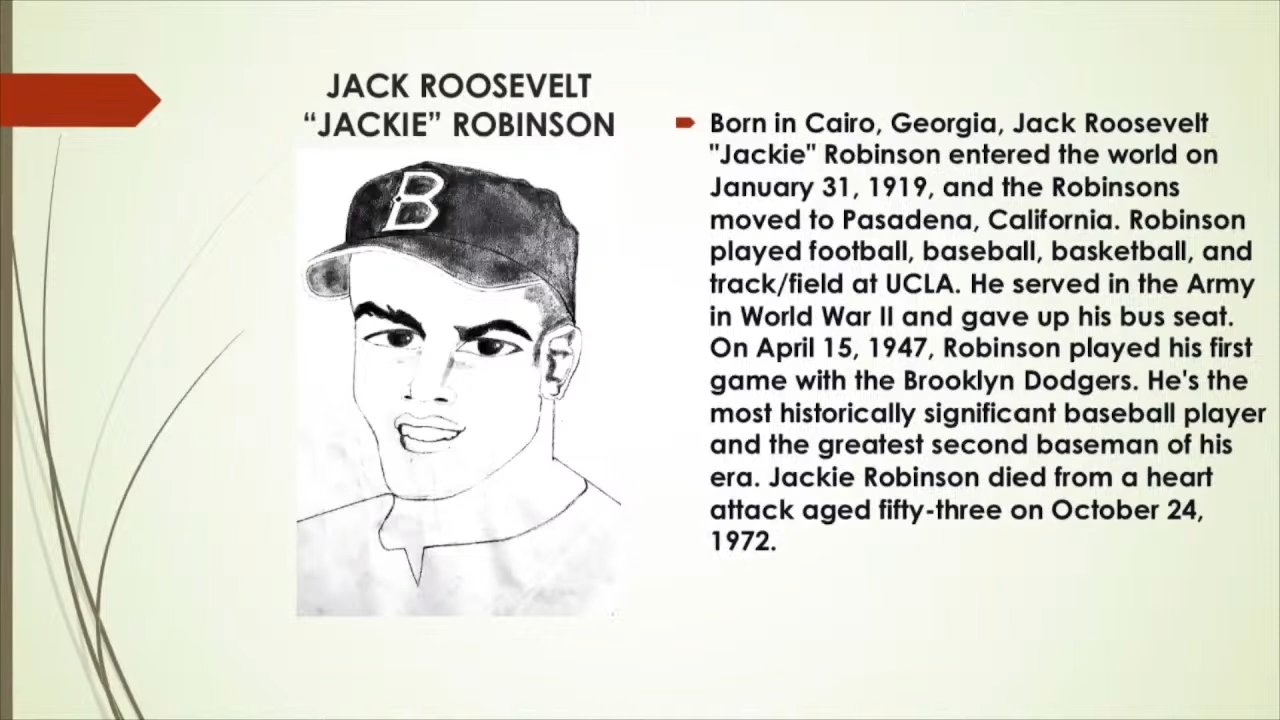 JACK ROOSEVELT
“JACKIE” ROBINSON
B
Born in Cairo, Georgia, Jack Roosevelt
"Jackie" Robinson entered the world on
January 31, 1919, and the Robinsons
moved to Pasadena, California. Robinson
played football, baseball, basketball, and
track/field at UCLA. He served in the Army
in World War II and gave up his bus seat.
On April 15, 1947, Robinson played his first
game with the Brooklyn Dodgers. He's the
most historically significant baseball player
and the greatest second baseman of his
era. Jackie Robinson died from a heart
attack aged fifty-three on October 24,
1972.